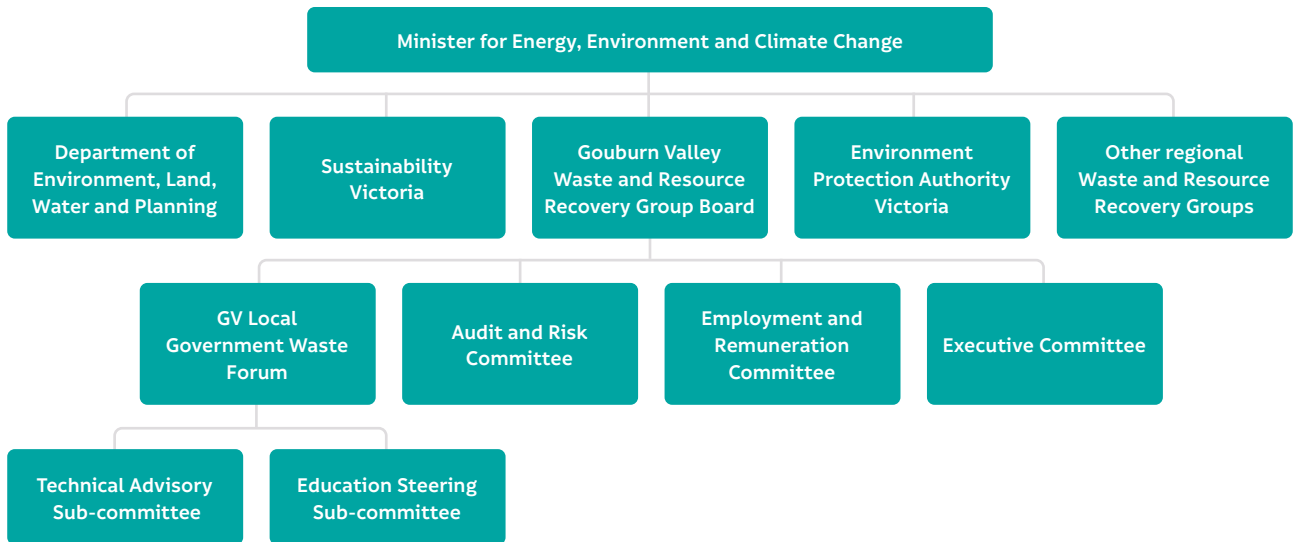 Minister for Energy, Environment and Climate Change
Department of
Environment, Land,
Water and Planning
Sustainability
Victoria
Gouburn Valley
Waste and Resource
Recovery Group Board
Environment
Protection Authority
Victoria
Other regional
Waste and Resource
Recovery Groups
GV Local
Government Waste
Forum
Audit and Risk
Committee
Employment and
Remuneration
Committee
Executive Committee
Technical Advisory
Sub-committee
Education Steering
Sub-committee